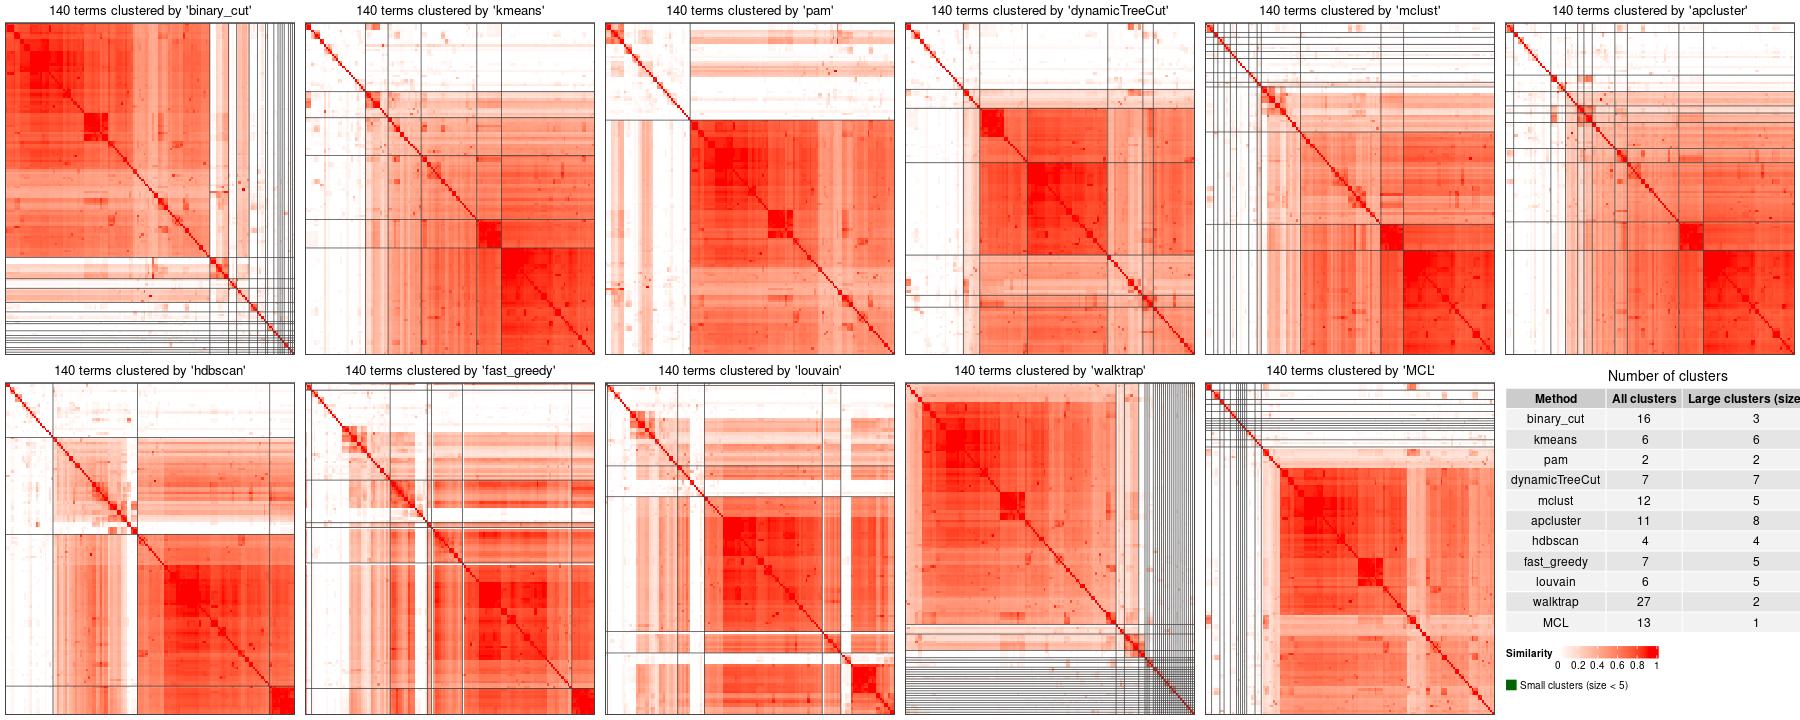 140 terms clustered by 'binary_cut'
140 terms clustered by 'kmeans'
140 terms clustered by 'pam'
140 terms clustered by 'dynamicTreeCut'
140 terms clustered by 'mclust'
140 terms clustered by 'apcluster'
140 terms clustered by 'hdbscan'
140 terms clustered by 'fast_greedy'
140 terms clustered by 'louvain'
140 terms clustered by 'walktrap'
140 terms clustered by 'MCL'
Number of clusters
Method All clusters Large clusters (size
binary_cut 16 3
kmeans 6 6
pam 2 2
dynamicTreeCut 7 7
mclust 12 5
apcluster 11 8
hdbscan 4 4
fast_greedy 7 5
louvain 6 5
walktrap 27 2
MCL 13 1
Similarity
0 0.2 0.4 0.6 0.8 1
Small clusters (size < 5)